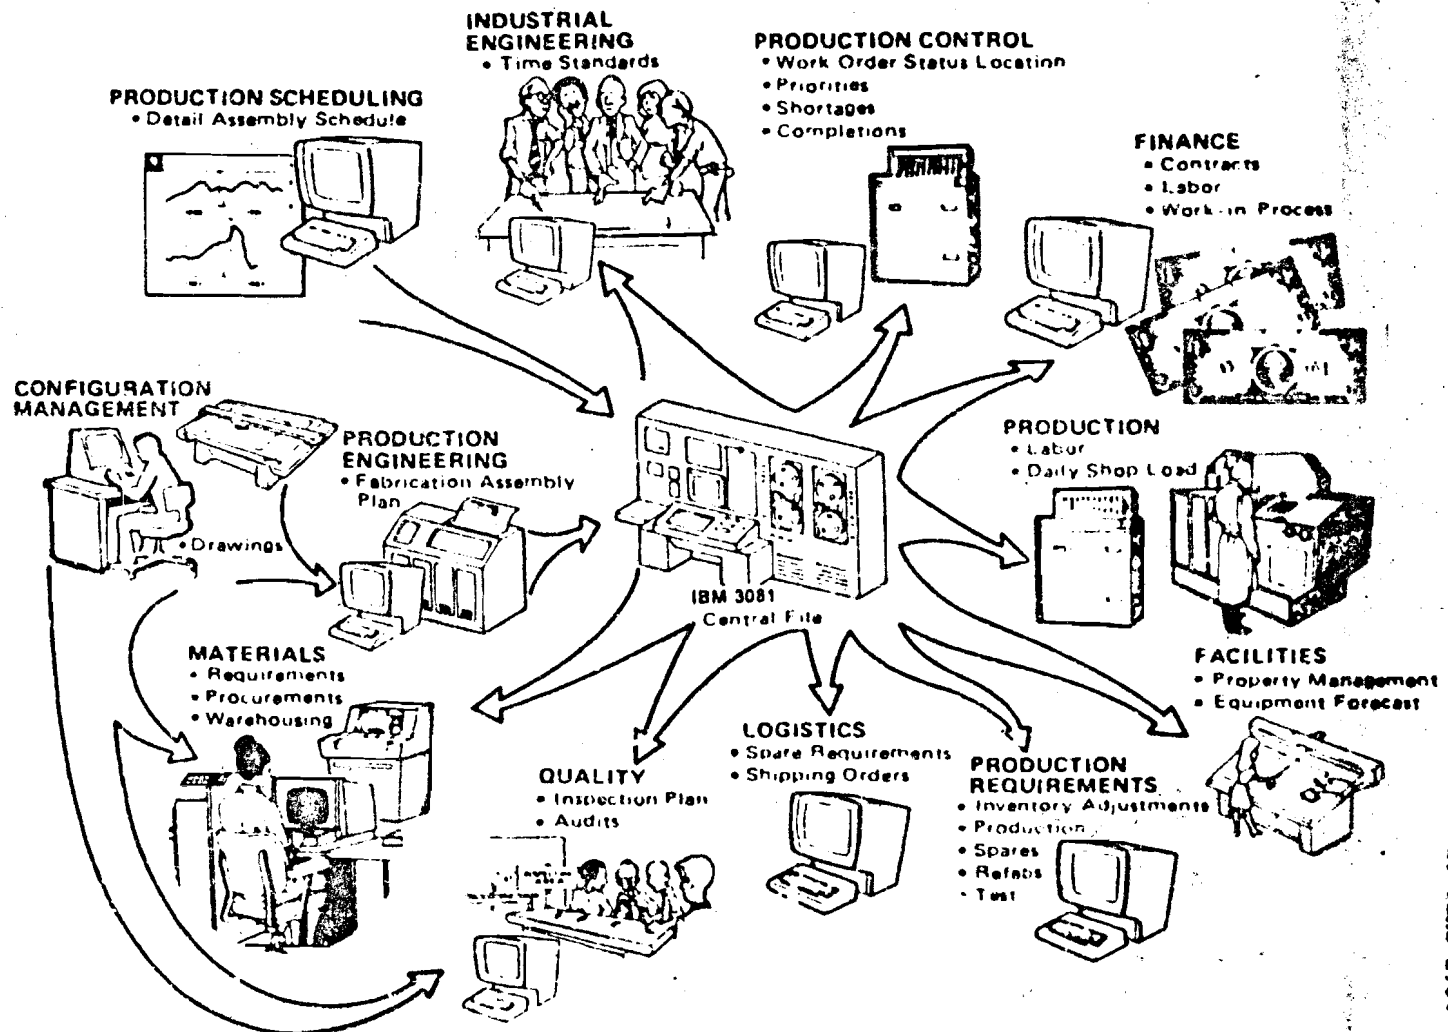 INDUSTRIAL
ENGINEERING
• Time Standards
PRODUCTION CONTROL
• Work Order Status Location
• Priorities
• Shortages
• Completions
PRODUCTION SCHEDULING
• Detail Assembly Schedule
FINANCE
• Contracts
• Labor
• Work-in Process
CONFIGURATION
MANAGEMENT
• Drawings
PRODUCTION
ENGINEERING
• Fabrication Assembly
Plan
PRODUCTION
• Labor
• Daily Shop Load
IBM 3081
Central File
MATERIALS
• Requirements
• Procurements
• Warehousing
FACILITIES
• Property Management
• Equipment Forecast
LOGISTICS
• Spare Requirements
• Shipping Orders
QUALITY
• Inspection Plan
• Audits
PRODUCTION
REQUIREMENTS
• Inventory Adjustments
• Production
• Spares
• Refabs
• Test